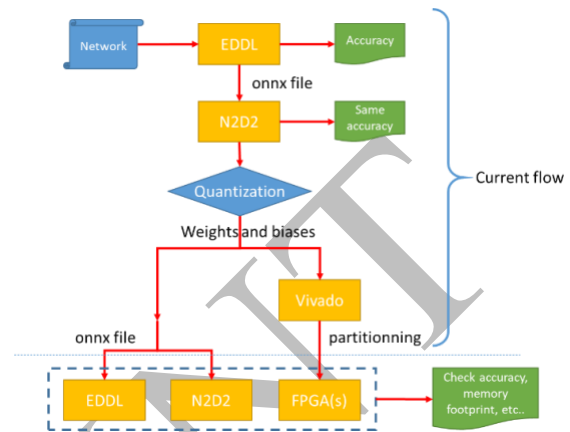 Network
EDDL
Accuracy
onnx file
N2D2
Same
accuracy
Quantization
Current flow
Weights and biases
Vivado
onnx file
partitionning
EDDL
N2D2
FPGA(s)
Check accuracy,
memory
footprint, etc..